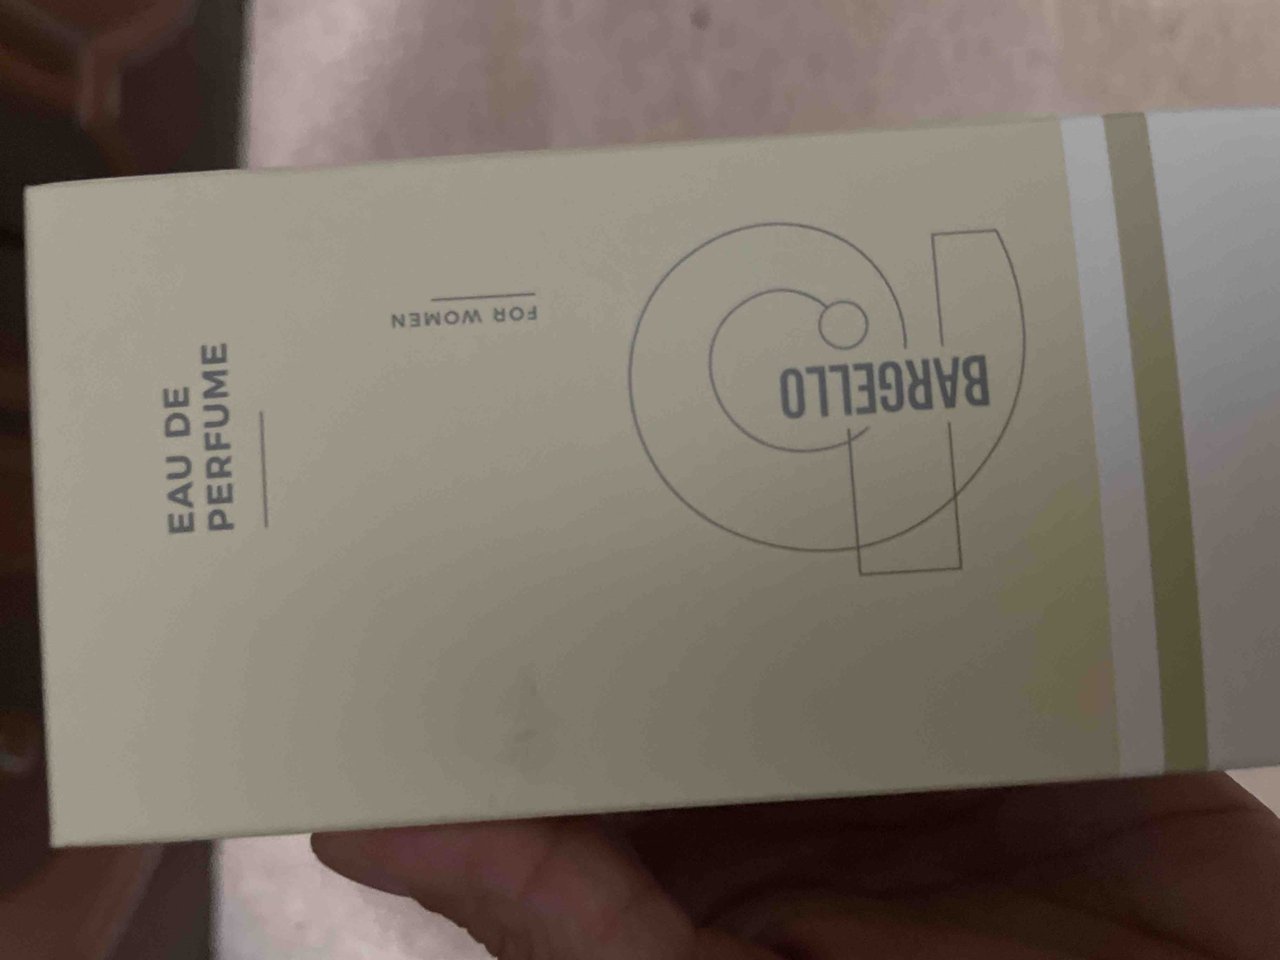 BARGELLO
FOR WOMEN
EAU DE
PERFUME